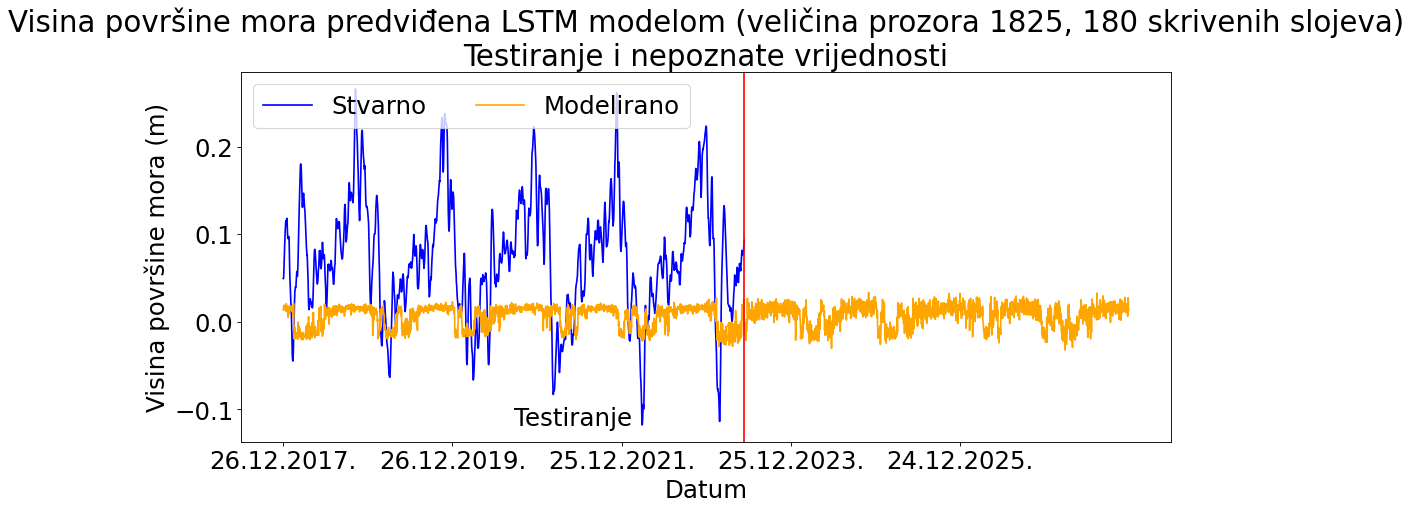 Visina površine mora predviđena LSTM modelom (veličina prozora 1825, 180 skrivenih slojeva)
Testiranje i nepoznate vrijednosti
Stvarno
Modelirano
Visina površine mora (m)
0.2
0.1
0.0
−0.1
Testiranje
26.12.2017.
26.12.2019.
25.12.2021.
25.12.2023.
24.12.2025.
Datum